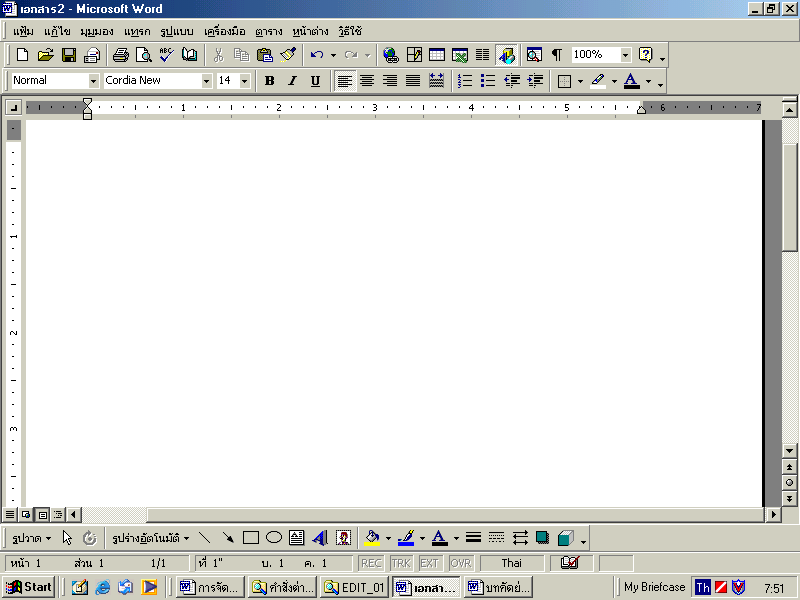 เอกสาร2 - Microsoft Word
แฟ้ม แก้ไข มุมมอง แทรก รูปแบบ เครื่องมือ ตาราง หน้าต่าง วิธีใช้
100%
Normal Cordia New 14 B I U
1 2 3 4 5 6 7
1
2
3
รูปวาด รูปร่างอัตโนมัติ
หน้า 1 ส่วน 1 1/1 ที่ 1" บ. 1 ค. 1 REC TRK EXT OVR Thai
Start การจัด... คำสั่งต่า... EDIT_01 เอกสา... บทคัดย่... My Briefcase Th 7:51